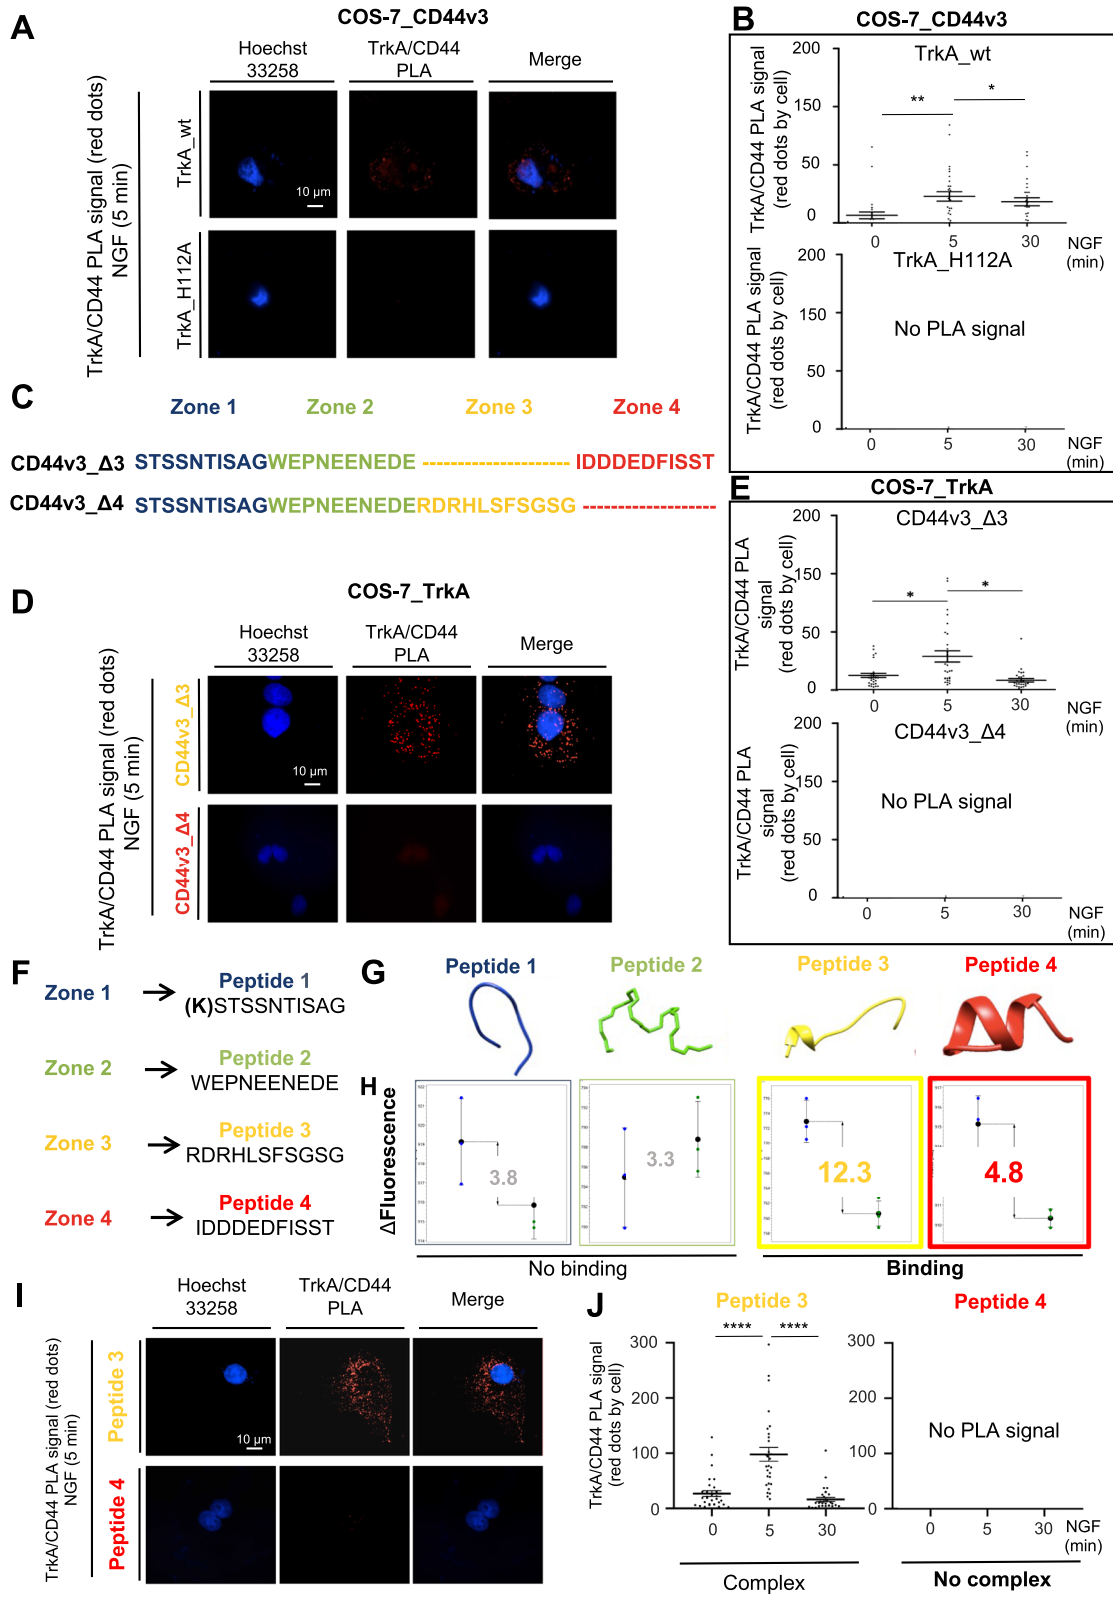 A
COS-7_CD44v3
Hoechst
33258
TrkA/CD44
PLA
Merge
TrkA/CD44 PLA signal (red dots)
NGF (5 min)
TrkA_wt
10 µm
TrkA_H112A
B
COS-7_CD44v3
TrkA_wt
TrkA/CD44 PLA signal
(red dots by cell)
200
150
50
0
**
*
0
5
30
NGF
(min)
TrkA_H112A
TrkA/CD44 PLA signal
(red dots by cell)
200
150
50
0
No PLA signal
0
5
30
NGF
(min)
C
Zone 1
Zone 2
Zone 3
Zone 4
CD44v3_Δ3 STSSNTISAGWEPNEENEDE-------------------IDDDEDFISST
CD44v3_Δ4 STSSNTISAGWEPNEENEDERDRHLSFSGSG-----------------
D
COS-7_TrkA
Hoechst
33258
TrkA/CD44
PLA
Merge
TrkA/CD44 PLA signal (red dots)
NGF (5 min)
CD44v3_Δ3
10 µm
CD44v3_Δ4
E
COS-7_TrkA
CD44v3_Δ3
TrkA/CD44 PLA
signal
(red dots by cell)
200
150
50
0
*
*
0
5
30
NGF
(min)
CD44v3_Δ4
TrkA/CD44 PLA
signal
(red dots by cell)
200
150
50
0
No PLA signal
0
5
30
NGF
(min)
F
Zone 1
Peptide 1
(K)STSSNTISAG
Zone 2
Peptide 2
WEPNEENEDE
Zone 3
Peptide 3
RDRHLSFSGSG
Zone 4
Peptide 4
IDDDEDFISST
G
Peptide 1
Peptide 2
Peptide 3
Peptide 4
H
ΔFluorescence
3.8
3.3
12.3
4.8
No binding
Binding
I
Hoechst
33258
TrkA/CD44
PLA
Merge
TrkA/CD44 PLA signal (red dots)
NGF (5 min)
Peptide 3
10 µm
Peptide 4
J
Peptide 3
TrkA/CD44 PLA signal
(red dots by cell)
300
200
100
0
****
****
0
5
30
Complex
Peptide 4
300
200
100
0
No PLA signal
0
5
30
NGF
(min)
No complex